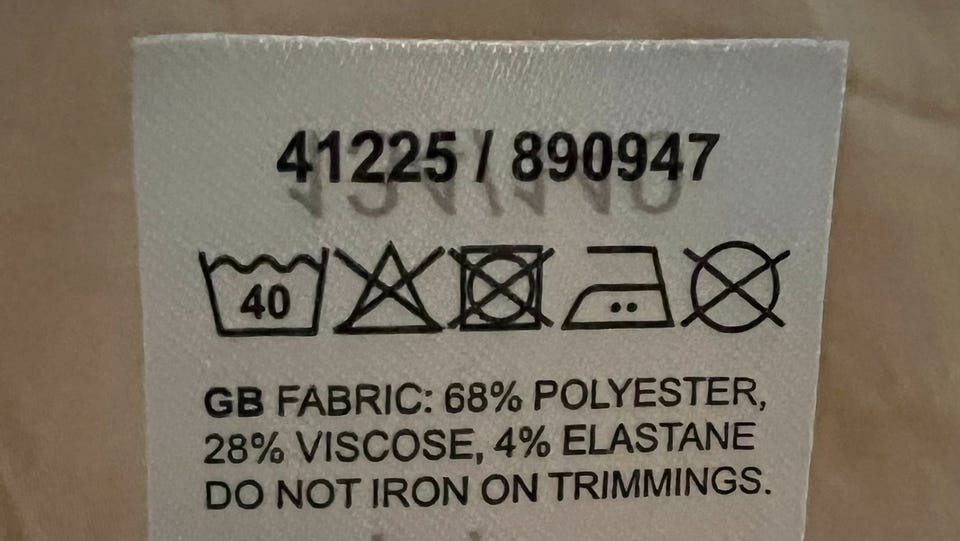 41225 / 890947
40
GB FABRIC: 68% POLYESTER,
28% VISCOSE, 4% ELASTANE
DO NOT IRON ON TRIMMINGS.